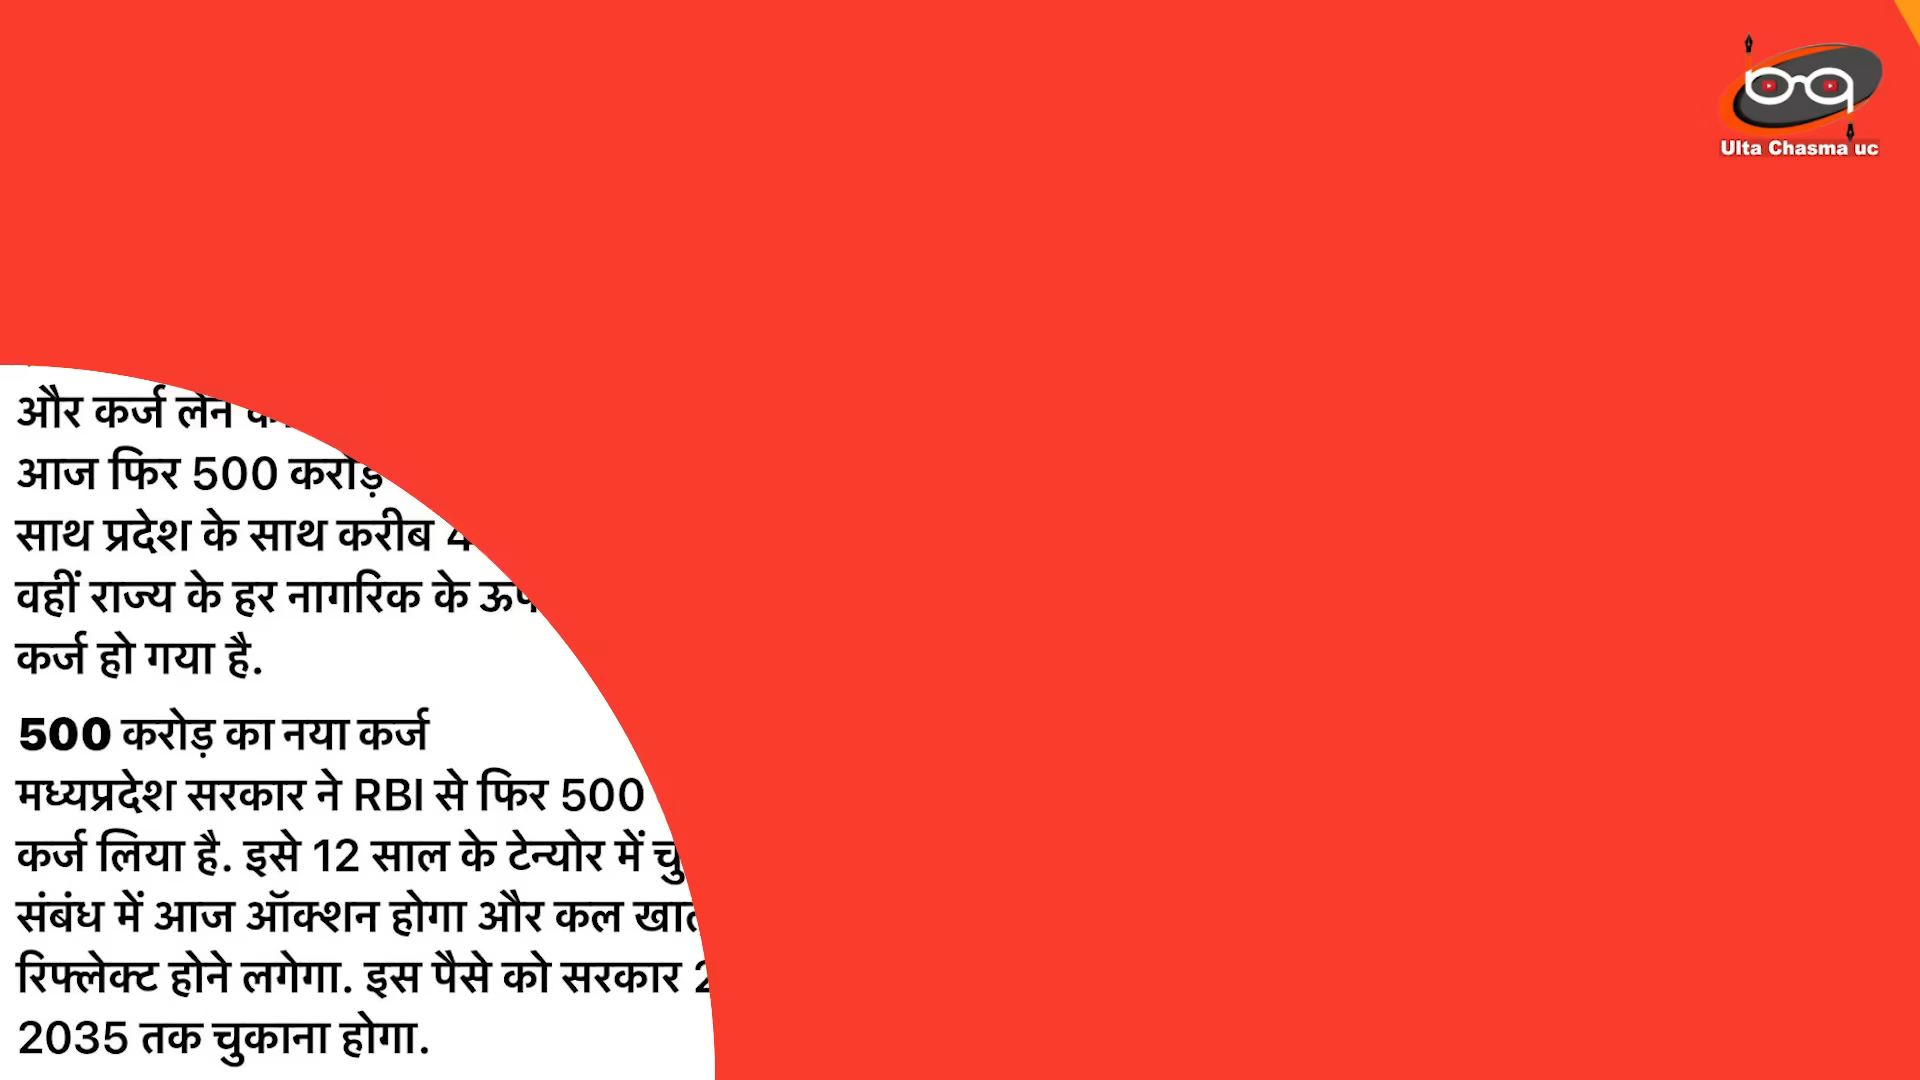 Ulta Chasma uc
और कर्ज लेने
आज फिर 500 करोड़
साथ प्रदेश के साथ करीब 4
वहीं राज्य के हर नागरिक के
कर्ज हो गया है.
500 करोड़ का नया कर्ज
मध्यप्रदेश सरकार ने RBI से फिर 500
कर्ज लिया है. इसे 12 साल के टेन्योर में
संबंध में आज ऑक्शन होगा और कल
रिफ्लेक्ट होने लगेगा. इस पैसे को सरकार
2035 तक चुकाना होगा.